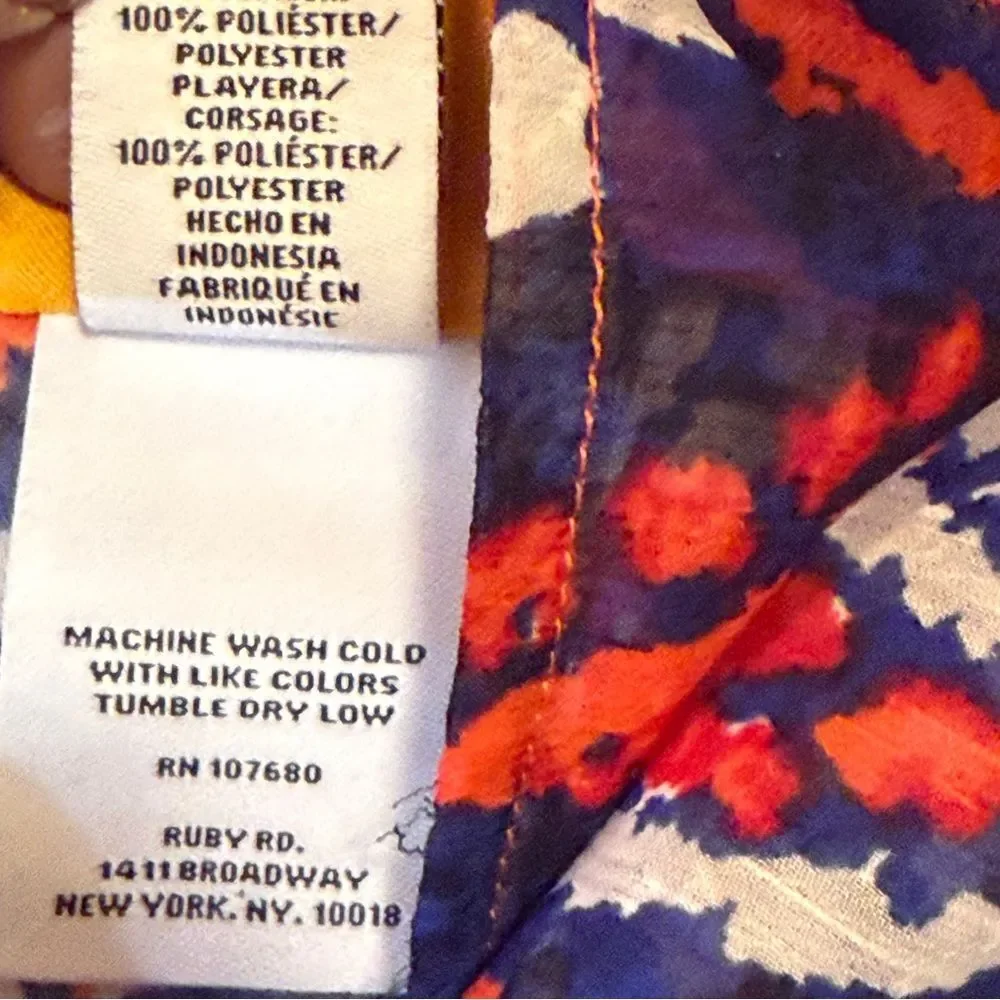 100% POLIÉSTER/
POLYESTER
PLAYERA/
CORSAGE:
100% POLIÉSTER/
POLYESTER
HECHO EN
INDONESIA
FABRIQUÉ EN
INDONÉSIE
MACHINE WASH COLD
WITH LIKE COLORS
TUMBLE DRY LOW
RN 107680
RUBY RD.
1411 BROADWAY
NEW YORK. NY. 10018